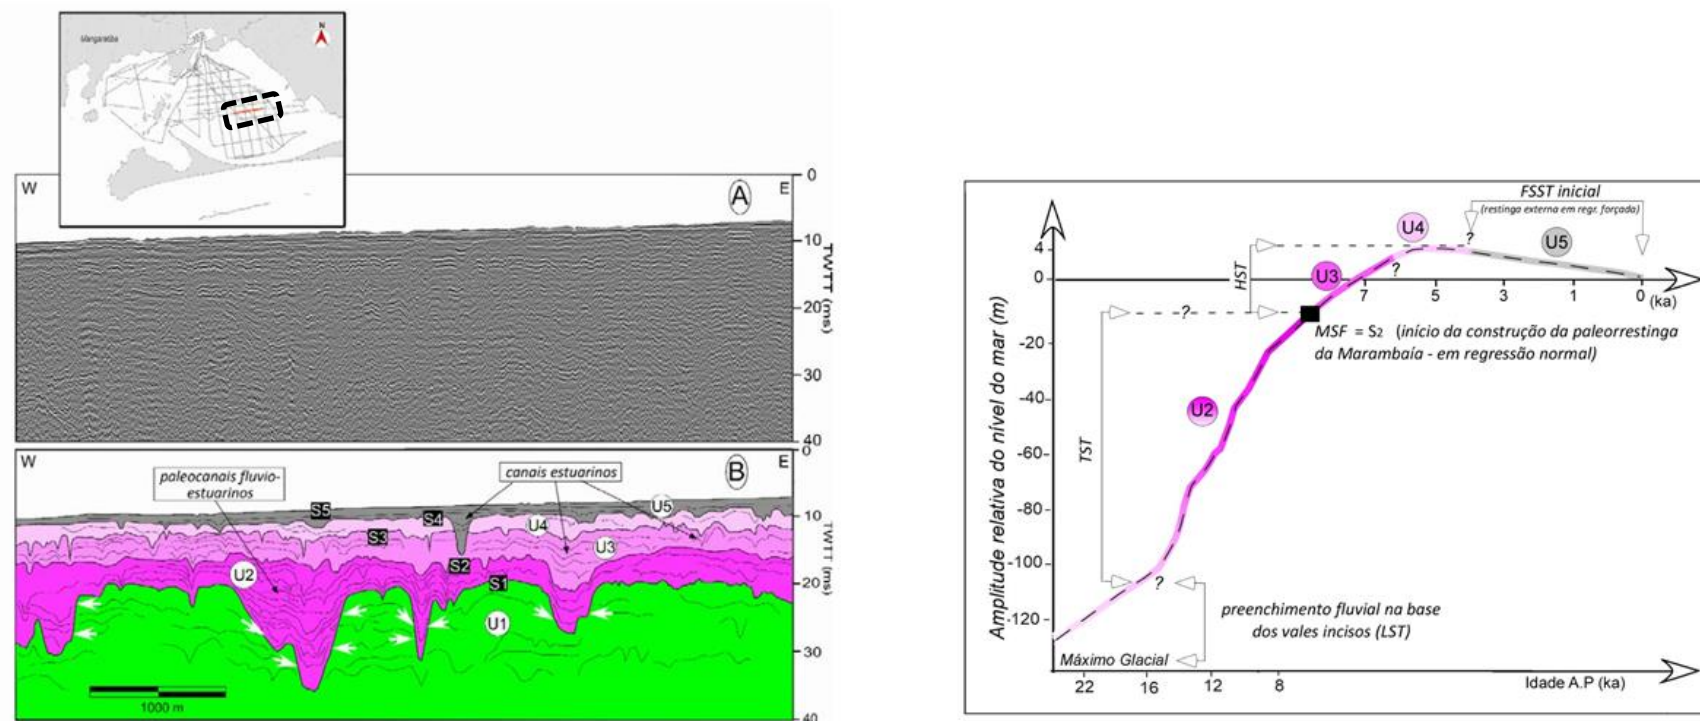 Mangaratiba
N
W
A
E
0
10
20
30
40
TWTT (ms)
W
B
E
0
10
20
30
40
TWTT (ms)
paleocanais fluvio-
estuarinos
canais estuarinos
S5
S4
U5
S3
U4
U3
S2
U2
S1
U1
1000 m
FSST inicial
(restinga externa em regr. forçada)
U4
?
U5
4
0
HST
U3
?
7
5
3
1
0
(ka)
-?-
MSF = S2 (início da construção da paleorrestinga
da Marambaía - em regressão normal)
Amplitude relativa do nível do mar (m)
-20
-40
-60
-80
-100
-120
U2
TST
?
preenchimento fluvial na base
dos vales incisos (LST)
Máximo Glacial
22
16
12
8
Idade A.P (ka)